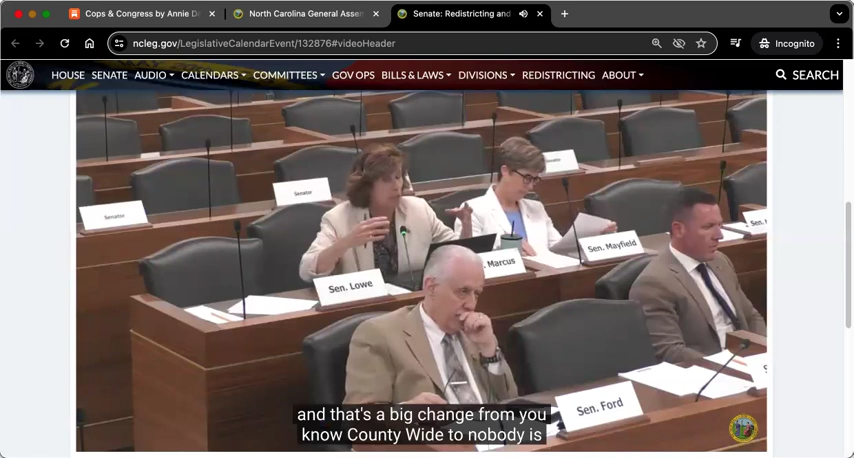 Cops & Congress by Annie D
North Carolina General Assem
Senate: Redistricting and
ncleg.gov/LegislativeCalendarEvent/132876#videoHeader
Incognito
HOUSE SENATE AUDIO CALENDARS COMMITTEES GOV OPS BILLS & LAWS DIVISIONS REDISTRICTING ABOUT
SEARCH
Senator
Senator
Senator
Sen. Lowe
. Marcus
Sen. Mayfield
Sen.
Sen. Ford
S
and that's a big change from you
know County Wide to nobody is